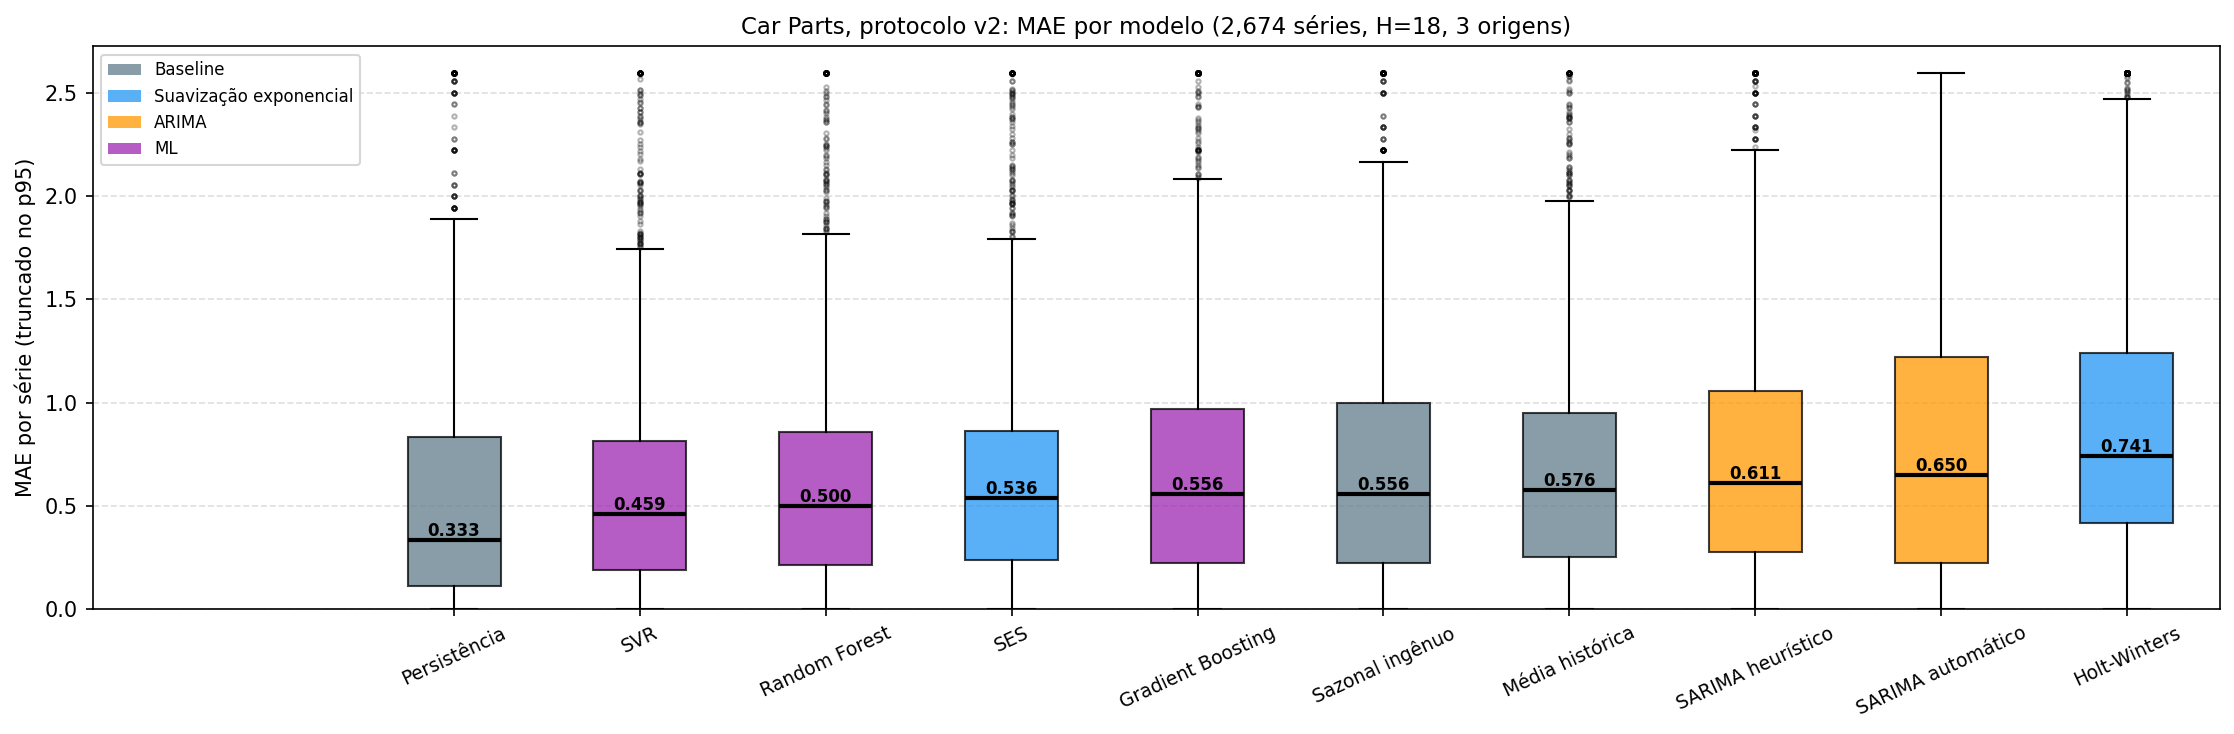 Car Parts, protocolo v2: MAE por modelo (2,674 séries, H=18, 3 origens)
MAE por série (truncado no p95)
Baseline
Suavização exponencial
ARIMA
ML
2.5
2.0
1.5
1.0
0.5
0.0
0.333
0.459
0.500
0.536
0.556
0.556
0.576
0.611
0.650
0.741
Persistência
SVR
Random Forest
SES
Gradient Boosting
Sazonal ingênuo
Média histórica
SARIMA heurístico
SARIMA automático
Holt-Winters